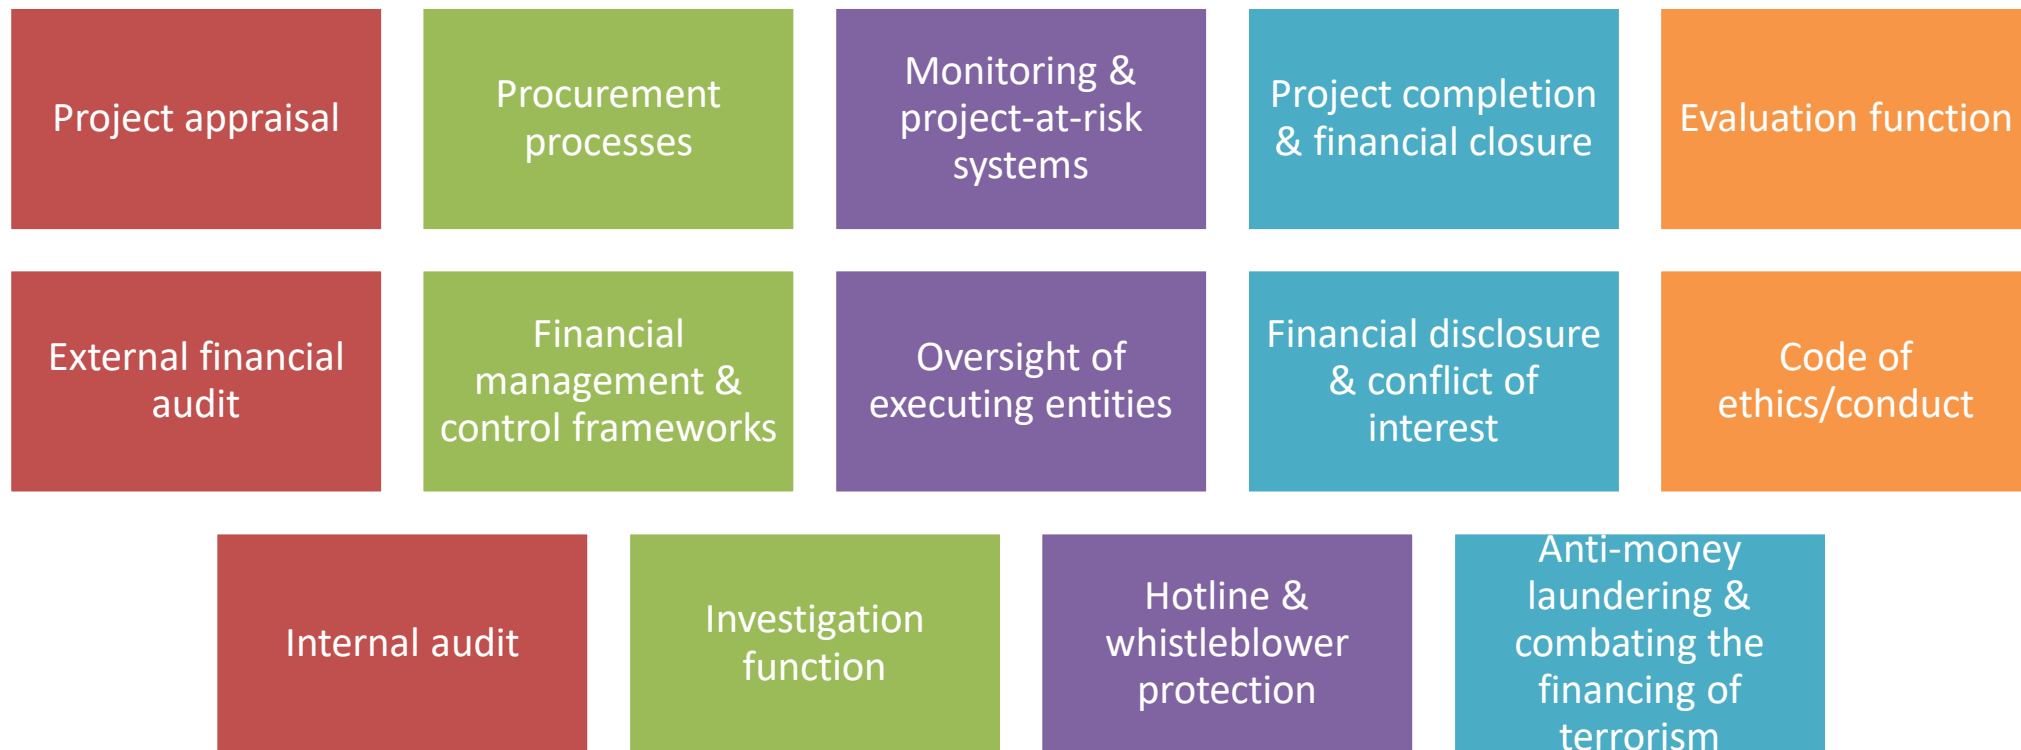 Project appraisal
Procurement
processes
Monitoring &
project-at-risk
systems
Project completion
& financial closure
Evaluation function
External financial
audit
Financial
management &
control frameworks
Oversight of
executing entities
Financial disclosure
& conflict of
interest
Code of
ethics/conduct
Internal audit
Investigation
function
Hotline &
whistleblower
protection
Anti-money
laundering &
combating the
financing of
terrorism